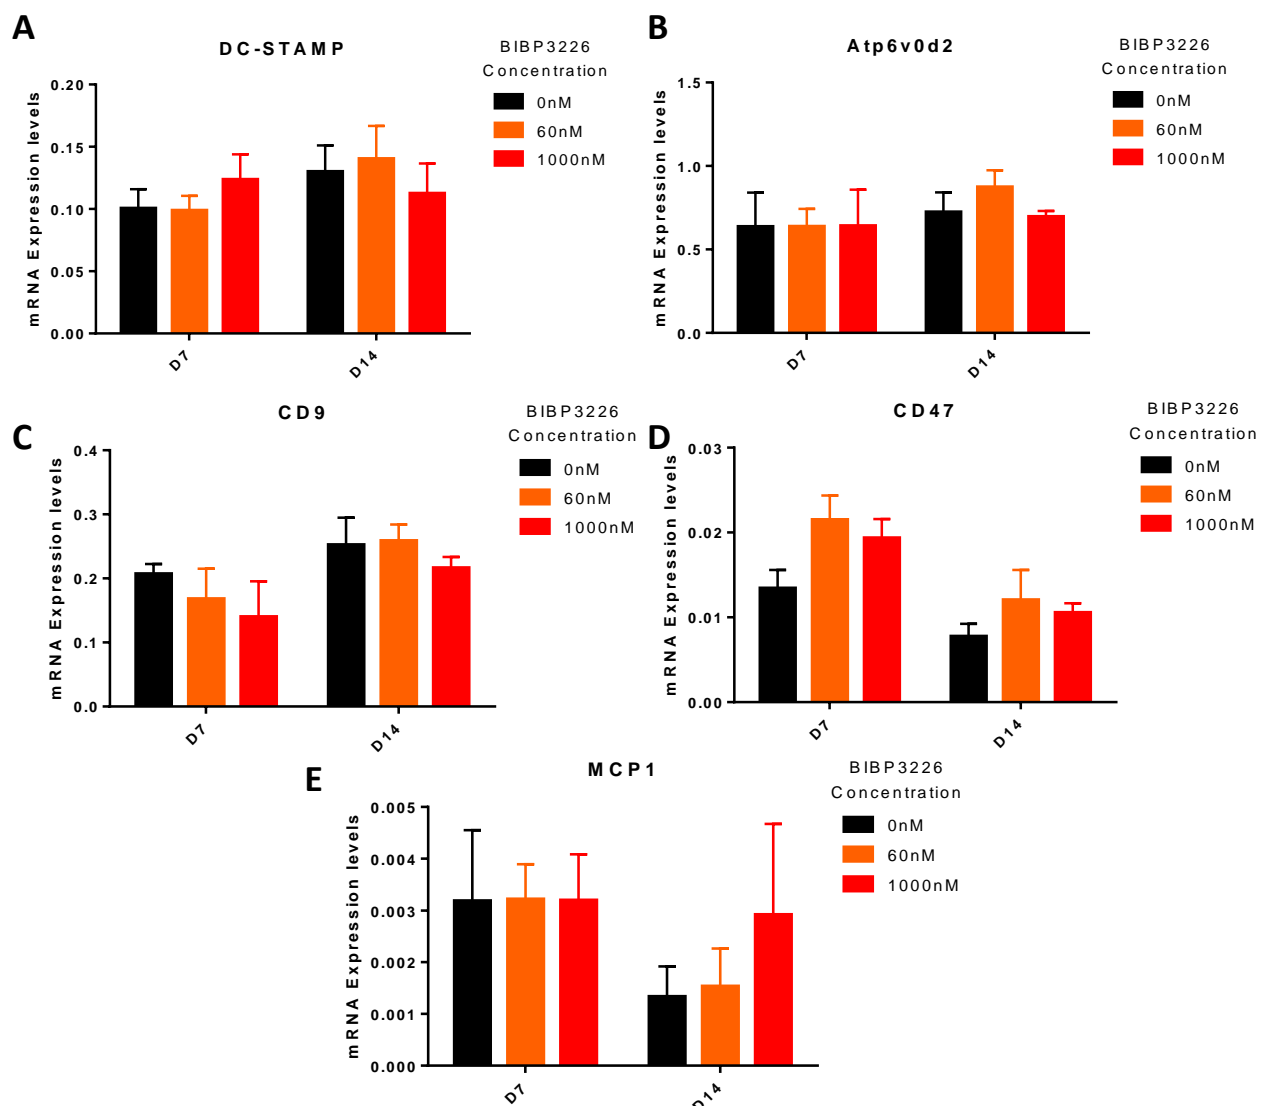 A
DC-STAMP
BIBP3226
Concentration
0nM
60nM
1000nM
mRNA Expression levels
0.20
0.15
0.10
0.05
0.00
D7
D14
B
Atp6v0d2
BIBP3226
Concentration
0nM
60nM
1000nM
mRNA Expression levels
1.5
1.0
0.5
0.0
D7
D14
C
CD9
BIBP3226
Concentration
0nM
60nM
1000nM
mRNA Expression levels
0.4
0.3
0.2
0.1
0.0
D7
D14
D
CD47
BIBP3226
Concentration
0nM
60nM
1000nM
mRNA Expression levels
0.03
0.02
0.01
0.00
D7
D14
E
MCP1
BIBP3226
Concentration
0nM
60nM
1000nM
mRNA Expression levels
0.005
0.004
0.003
0.002
0.001
0.000
D7
D14